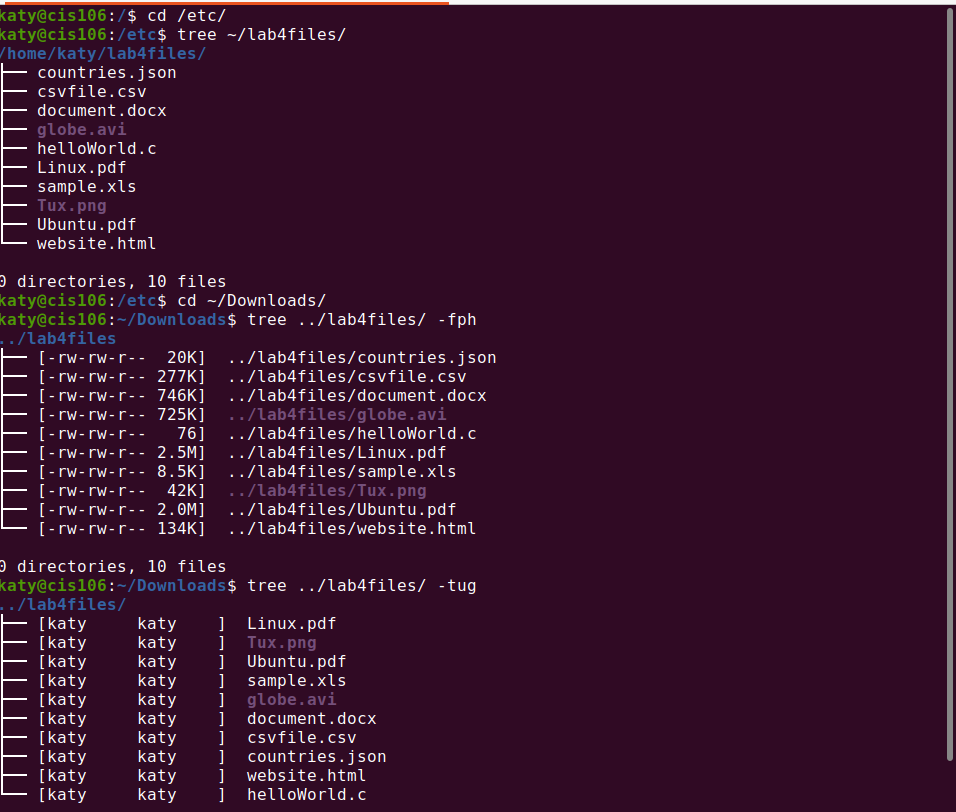 katy@cis106:/$ cd /etc/
katy@cis106:/etc$ tree ~/lab4files/
/home/katy/lab4files/
├── countries.json
├── csvfile.csv
├── document.docx
├── globe.avi
├── helloWorld.c
├── Linux.pdf
├── sample.xls
├── Tux.png
├── Ubuntu.pdf
└── website.html

0 directories, 10 files
katy@cis106:/etc$ cd ~/Downloads/
katy@cis106:~/Downloads$ tree ../lab4files/ -fph
../lab4files
├── [-rw-rw-r--  20K]  ../lab4files/countries.json
├── [-rw-rw-r-- 277K]  ../lab4files/csvfile.csv
├── [-rw-rw-r-- 746K]  ../lab4files/document.docx
├── [-rw-rw-r-- 725K]  ../lab4files/globe.avi
├── [-rw-rw-r--   76]  ../lab4files/helloWorld.c
├── [-rw-rw-r-- 2.5M]  ../lab4files/Linux.pdf
├── [-rw-rw-r-- 8.5K]  ../lab4files/sample.xls
├── [-rw-rw-r--  42K]  ../lab4files/Tux.png
├── [-rw-rw-r-- 2.0M]  ../lab4files/Ubuntu.pdf
└── [-rw-rw-r-- 134K]  ../lab4files/website.html

0 directories, 10 files
katy@cis106:~/Downloads$ tree ../lab4files/ -tug
../lab4files/
├── [katy     katy    ]  Linux.pdf
├── [katy     katy    ]  Tux.png
├── [katy     katy    ]  Ubuntu.pdf
├── [katy     katy    ]  sample.xls
├── [katy     katy    ]  globe.avi
├── [katy     katy    ]  document.docx
├── [katy     katy    ]  csvfile.csv
├── [katy     katy    ]  countries.json
├── [katy     katy    ]  website.html
└── [katy     katy    ]  helloWorld.c